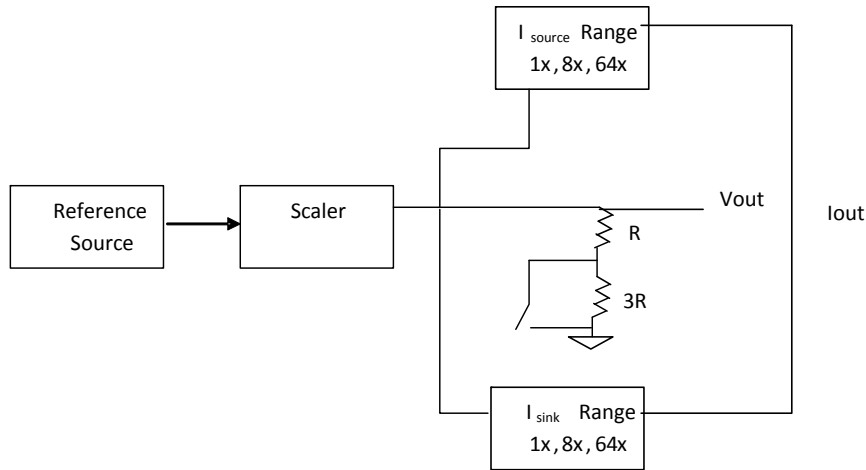 I source Range
1x, 8x, 64x
Reference
Source
Scaler
Vout
Iout
R
3R
I sink Range
1x, 8x, 64x